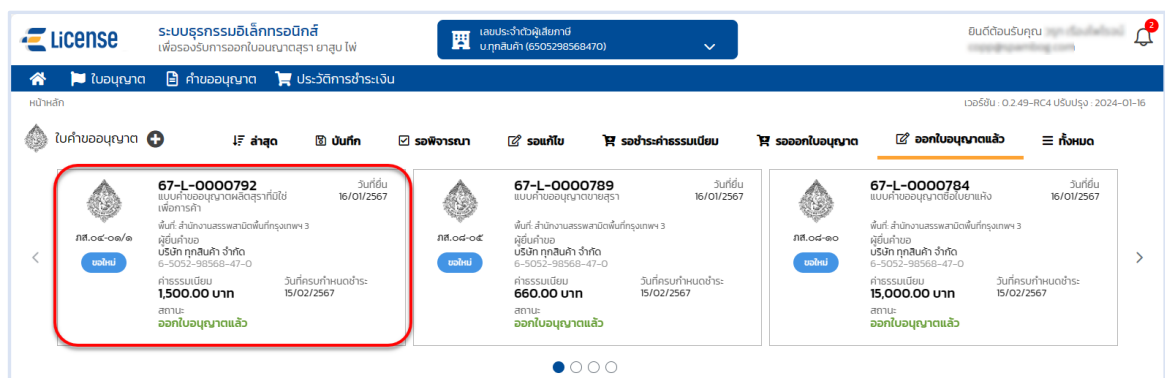 License
ระบบธุรกรรมอิเล็กทรอนิกส์
เพื่อรองรับการออกใบอนุญาตสุรา ยาสูบ ไพ่
เลขประจำตัวผู้เสียภาษี
บ.ทุกสินค้า (6505298568470)
ยินดีต้อนรับคุณ
2
ใบอนุญาต คำขออนุญาต ประวัติการชำระเงิน
หน้าหลัก
เวอร์ชัน : 0.2.49-RC4 ปรับปรุง : 2024-01-16
ใบคำขออนุญาต
ล่าสุด บันทึก รอพิจารณา รอแก้ไข รอชำระค่าธรรมเนียม รอออกใบอนุญาต ออกใบอนุญาตแล้ว ทั้งหมด
67-L-0000792
วันที่ยื่น
แบบคำขออนุญาตผลิตสุราที่มิใช่
16/01/2567
เพื่อการค้า
พื้นที่: สำนักงานสรรพสามิตพื้นที่กรุงเทพฯ 3
ภส.๐๔-๐๑/๑
ผู้ยื่นคำขอ
บริษัท ทุกสินค้า จำกัด
ขอใหม่
6-5052-98568-47-0
ค่าธรรมเนียม วันที่ครบกำหนดชำระ
1,500.00 บาท 15/02/2567
สถานะ
ออกใบอนุญาตแล้ว
67-L-0000789
วันที่ยื่น
แบบคำขออนุญาตขายสุรา
16/01/2567
พื้นที่: สำนักงานสรรพสามิตพื้นที่กรุงเทพฯ 3
ภส.๐๘-๐๕
ผู้ยื่นคำขอ
บริษัท ทุกสินค้า จำกัด
ขอใหม่
6-5052-98568-47-0
ค่าธรรมเนียม วันที่ครบกำหนดชำระ
660.00 บาท 15/02/2567
สถานะ
ออกใบอนุญาตแล้ว
67-L-0000784
วันที่ยื่น
แบบคำขออนุญาตซื้อใบยาแห้ง
16/01/2567
พื้นที่: สำนักงานสรรพสามิตพื้นที่กรุงเทพฯ 3
ภส.๐๘-๑๐
ผู้ยื่นคำขอ
บริษัท ทุกสินค้า จำกัด
ขอใหม่
6-5052-98568-47-0
ค่าธรรมเนียม วันที่ครบกำหนดชำระ
15,000.00 บาท 15/02/2567
สถานะ
ออกใบอนุญาตแล้ว